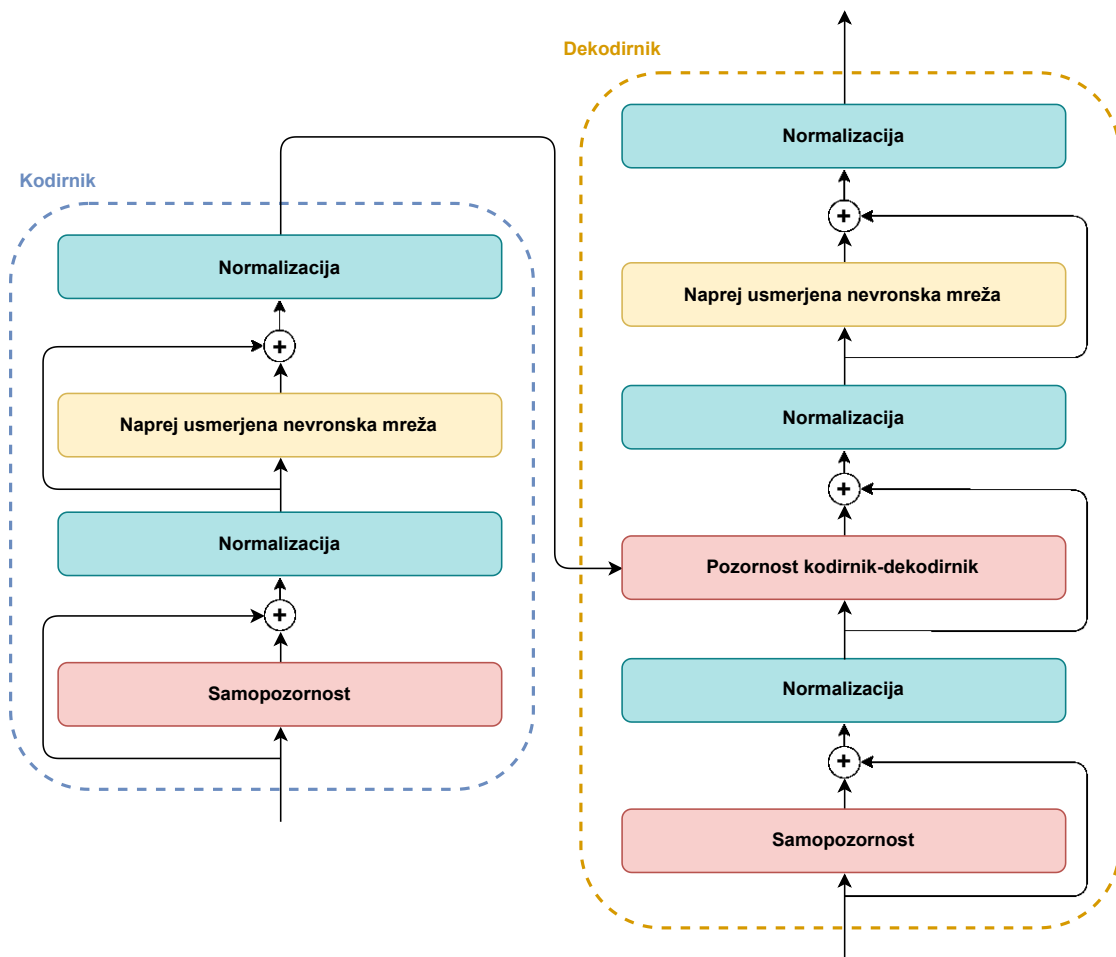 Kodirnik
Normalizacija
+
Naprej usmerjena nevronska mreža
Normalizacija
+
Samopozornost
Dekodirnik
Normalizacija
+
Naprej usmerjena nevronska mreža
Normalizacija
+
Pozornost kodirnik-dekodirnik
Normalizacija
+
Samopozornost